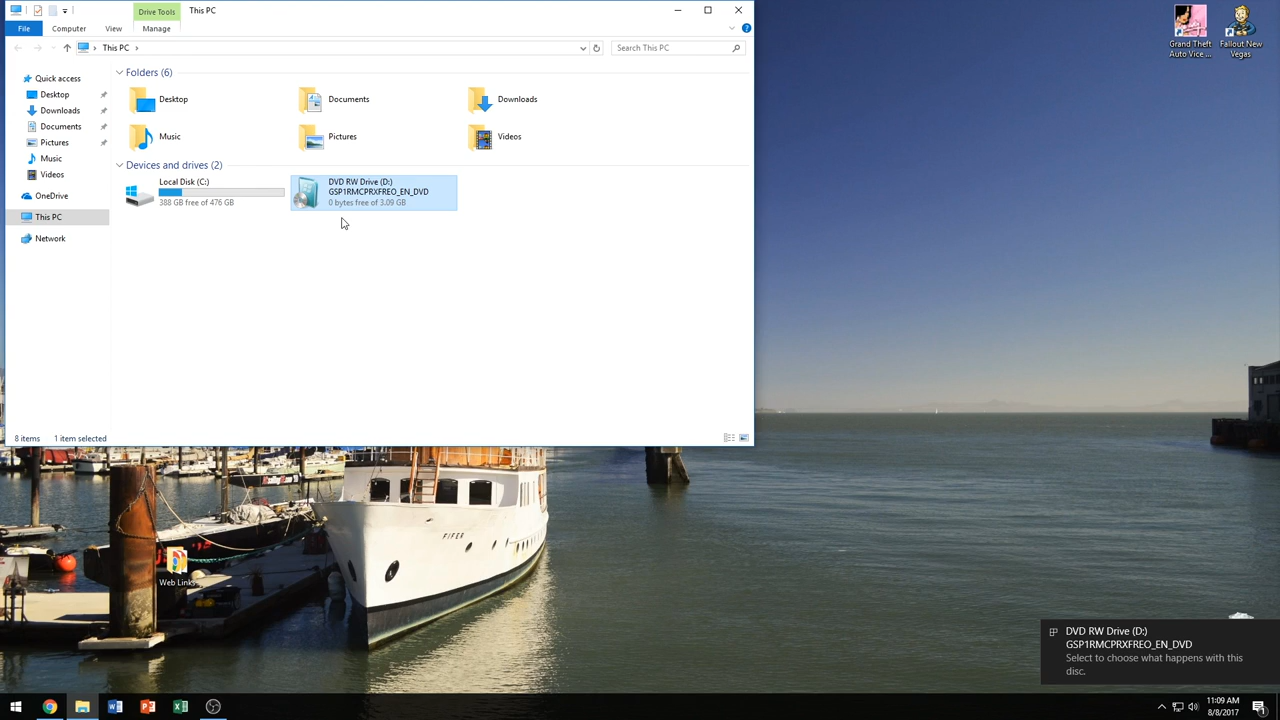 Drive Tools
This PC
File
Computer
View
Manage
This PC
Search This PC
Quick access
Desktop
Downloads
Documents
Pictures
Music
Videos
OneDrive
This PC
Network
Folders (6)
Desktop
Documents
Downloads
Music
Pictures
Videos
Devices and drives (2)
Local Disk (C:)
388 GB free of 476 GB
DVD RW Drive (D:)
GSP1RMCPRXFREO_EN_DVD
0 bytes free of 3.09 GB
8 items
1 item selected
Grand Theft
Auto Vice ...
Fallout New
Vegas
FIFER
Web Links
DVD RW Drive (D:)
GSP1RMCPRXFREO_EN_DVD
Select to choose what happens with this
disc.
11:09 AM
8/8/2017
1